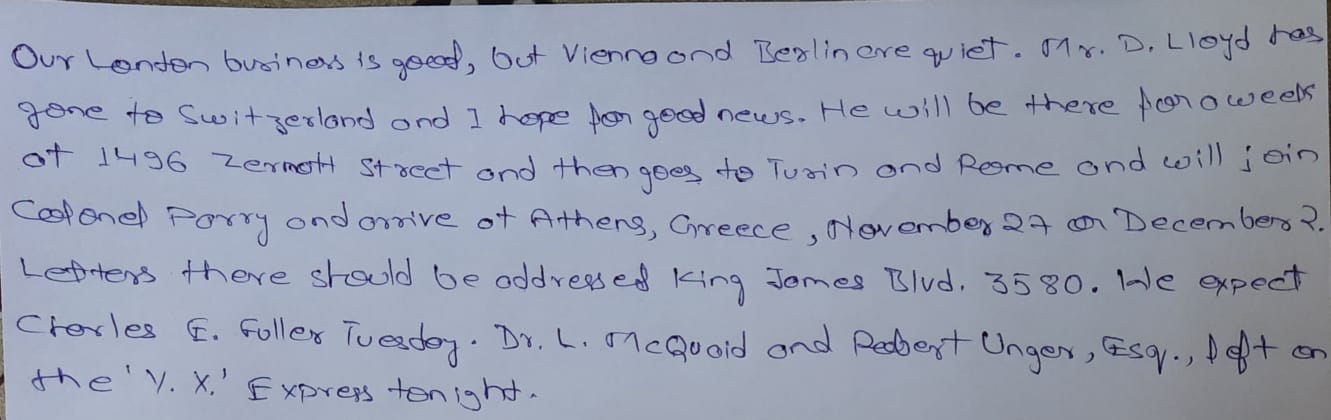 Our London business is good, but Vienna and Berlin are quiet. Mr. D. Lloyd has
gone to Switzerland and I hope for good news. He will be there for a week
at 1496 Zermott Street and then goes to Turin and Rome and will join
Colonel Parry and arrive at Athens, Greece, November 27 or December 2.
Letters there should be addressed King James Blvd. 3580. We expect
Charles E. Fuller Tuesday. Dr. L. McQuaid and Robert Unger, Esq., left on
the 'Y. X.' Express tonight.